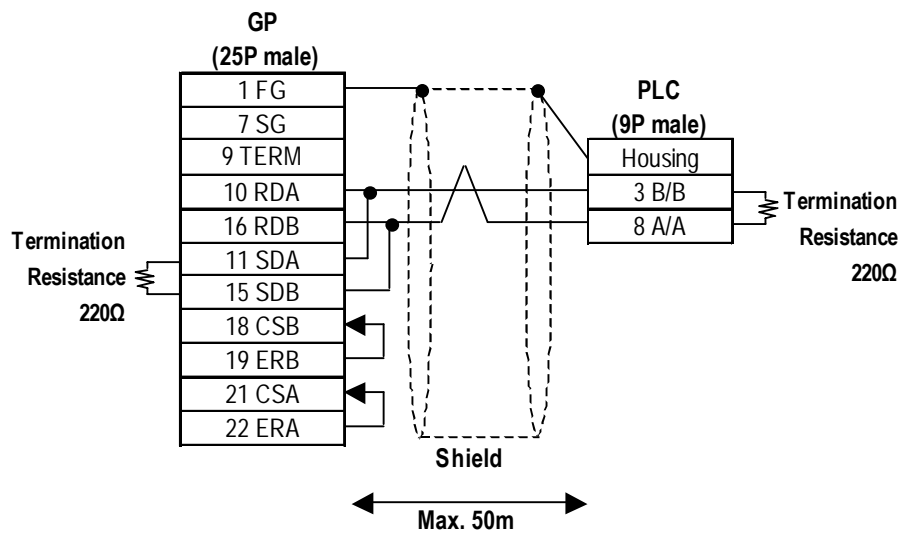 GP
(25P male)
1 FG
7 SG
9 TERM
10 RDA
16 RDB
11 SDA
15 SDB
18 CSB
19 ERB
21 CSA
22 ERA
Termination
Resistance
220Ω
Shield
Max. 50m
PLC
(9P male)
Housing
3 B/B
8 A/A
Termination
Resistance
220Ω